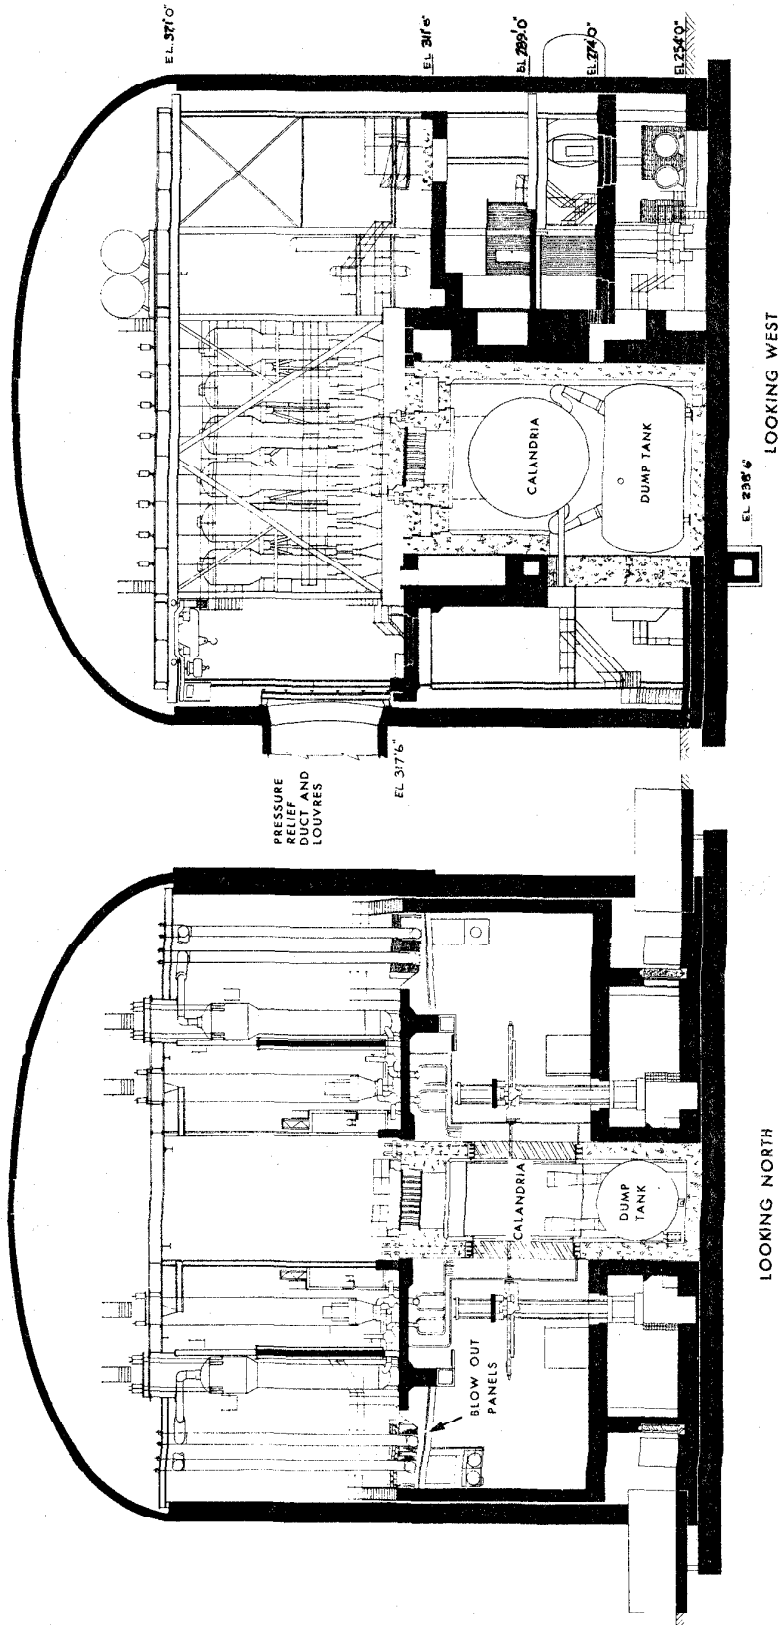 EL. 371'0"
EL 311'6"
EL 289'0"
EL 274'0"
EL 254'0"
CALANDRIA
DUMP TANK
EL 238'6"
LOOKING WEST
PRESSURE
RELIEF
DUCT AND
LOUVRES
EL 317'6"
CALANDRIA
DUMP
TANK
BLOW OUT
PANELS
LOOKING NORTH